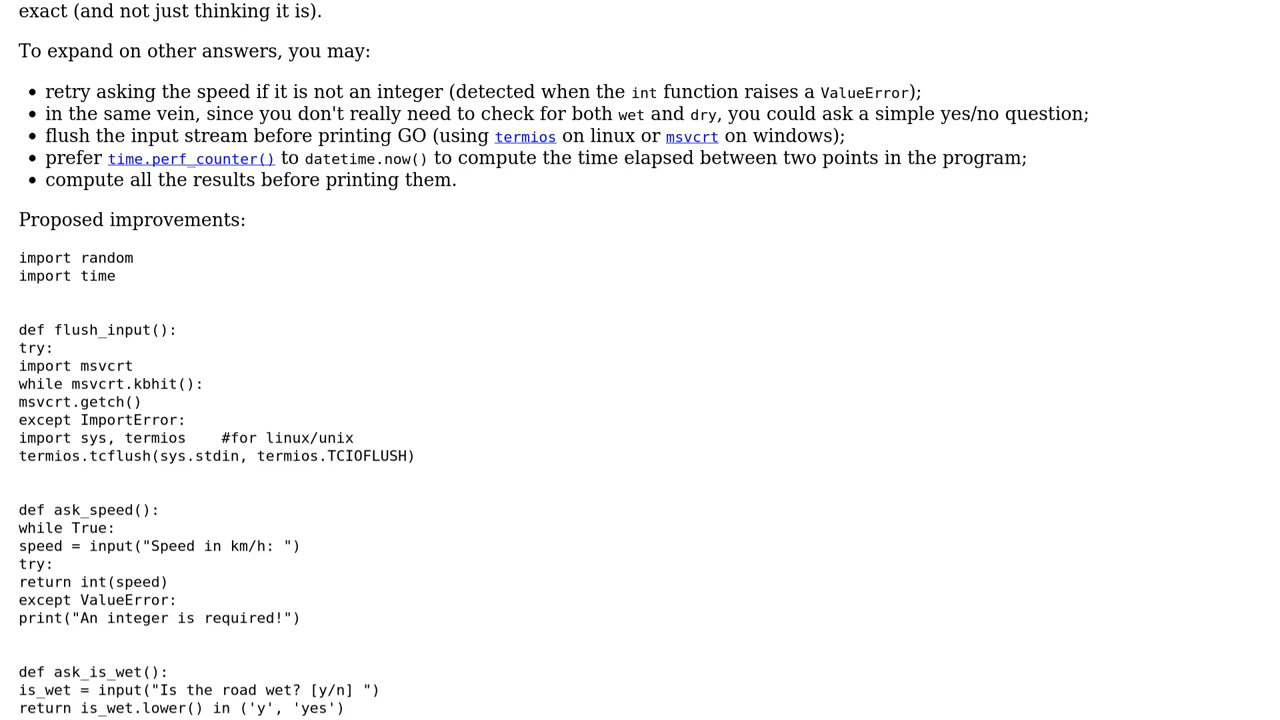 exact (and not just thinking it is).
To expand on other answers, you may:
• retry asking the speed if it is not an integer (detected when the int function raises a ValueError);
• in the same vein, since you don't really need to check for both wet and dry, you could ask a simple yes/no question;
• flush the input stream before printing GO (using termios on linux or msvcrt on windows);
• prefer time.perf_counter() to datetime.now() to compute the time elapsed between two points in the program;
• compute all the results before printing them.
Proposed improvements:
import random
import time
def flush_input():
try:
import msvcrt
while msvcrt.kbhit():
msvcrt.getch()
except ImportError:
import sys, termios    #for linux/unix
termios.tcflush(sys.stdin, termios.TCIOFLUSH)
def ask_speed():
while True:
speed = input("Speed in km/h: ")
try:
return int(speed)
except ValueError:
print("An integer is required!")
def ask_is_wet():
is_wet = input("Is the road wet? [y/n] ")
return is_wet.lower() in ('y', 'yes')